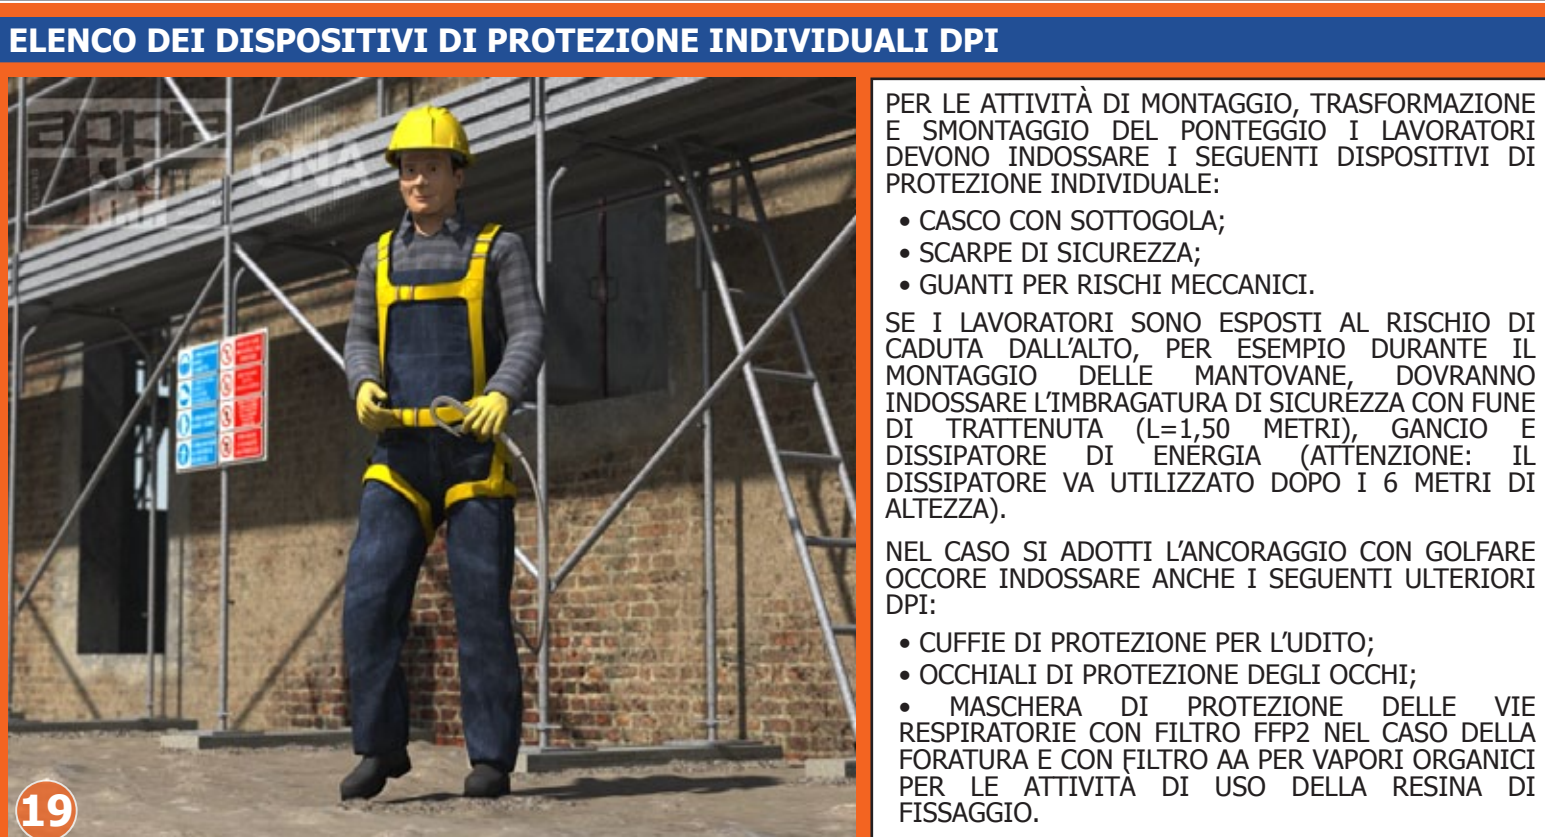 ELENCO DEI DISPOSITIVI DI PROTEZIONE INDIVIDUALI DPI
appia
CNA
19
PER LE ATTIVITÀ DI MONTAGGIO, TRASFORMAZIONE
E SMONTAGGIO DEL PONTEGGIO I LAVORATORI
DEVONO INDOSSARE I SEGUENTI DISPOSITIVI DI
PROTEZIONE INDIVIDUALE:
• CASCO CON SOTTOGOLA;
• SCARPE DI SICUREZZA;
• GUANTI PER RISCHI MECCANICI.
SE I LAVORATORI SONO ESPOSTI AL RISCHIO DI
CADUTA DALL'ALTO, PER ESEMPIO DURANTE IL
MONTAGGIO DELLE MANTOVANE, DOVRANNO
INDOSSARE L'IMBRAGATURA DI SICUREZZA CON FUNE
DI TRATTENUTA (L=1,50 METRI), GANCIO E
DISSIPATORE DI ENERGIA (ATTENZIONE: IL
DISSIPATORE VA UTILIZZATO DOPO I 6 METRI DI
ALTEZZA).
NEL CASO SI ADOTTI L'ANCORAGGIO CON GOLFARE
OCCORE INDOSSARE ANCHE I SEGUENTI ULTERIORI
DPI:
• CUFFIE DI PROTEZIONE PER L'UDITO;
• OCCHIALI DI PROTEZIONE DEGLI OCCHI;
• MASCHERA DI PROTEZIONE DELLE VIE
RESPIRATORIE CON FILTRO FFP2 NEL CASO DELLA
FORATURA E CON FILTRO AA PER VAPORI ORGANICI
PER LE ATTIVITÀ DI USO DELLA RESINA DI
FISSAGGIO.